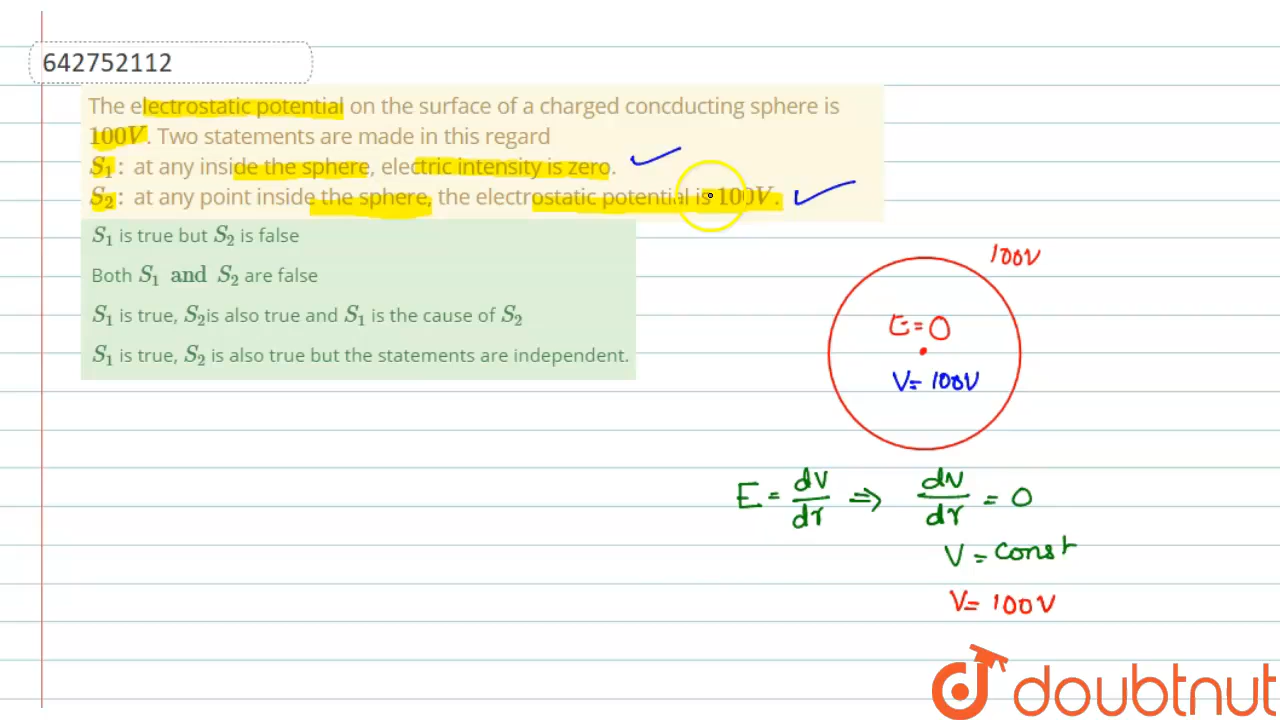 642752112
The electrostatic potential on the surface of a charged concducting sphere is
100V. Two statements are made in this regard
S₁: at any inside the sphere, electric intensity is zero.
S₂: at any point inside the sphere, the electrostatic potential is 100V.
S₁ is true but S₂ is false
Both S₁ and S₂ are false
S₁ is true, S₂is also true and S₁ is the cause of S₂
S₁ is true, S₂ is also true but the statements are independent.
100V
E=0
V=100V
E = dV/dr ⇒ dV/dr = 0
V = const
V= 100V
doubtnut